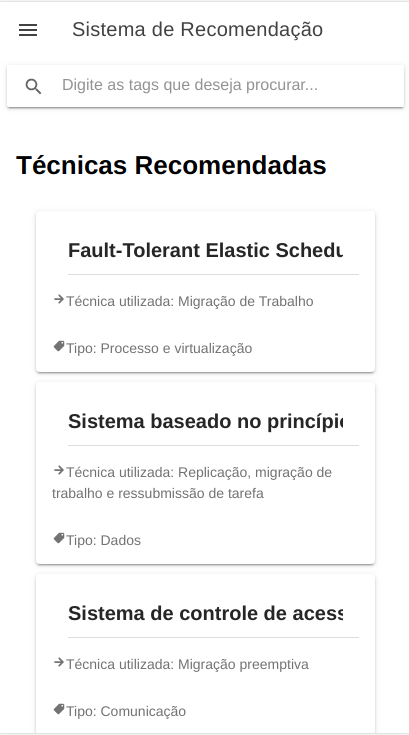 Sistema de Recomendação
Digite as tags que deseja procurar...
Técnicas Recomendadas
Fault-Tolerant Elastic Schedu
Técnica utilizada: Migração de Trabalho
Tipo: Processo e virtualização
Sistema baseado no princípio
Técnica utilizada: Replicação, migração de
trabalho e ressubmissão de tarefa
Tipo: Dados
Sistema de controle de acess
Técnica utilizada: Migração preemptiva
Tipo: Comunicação